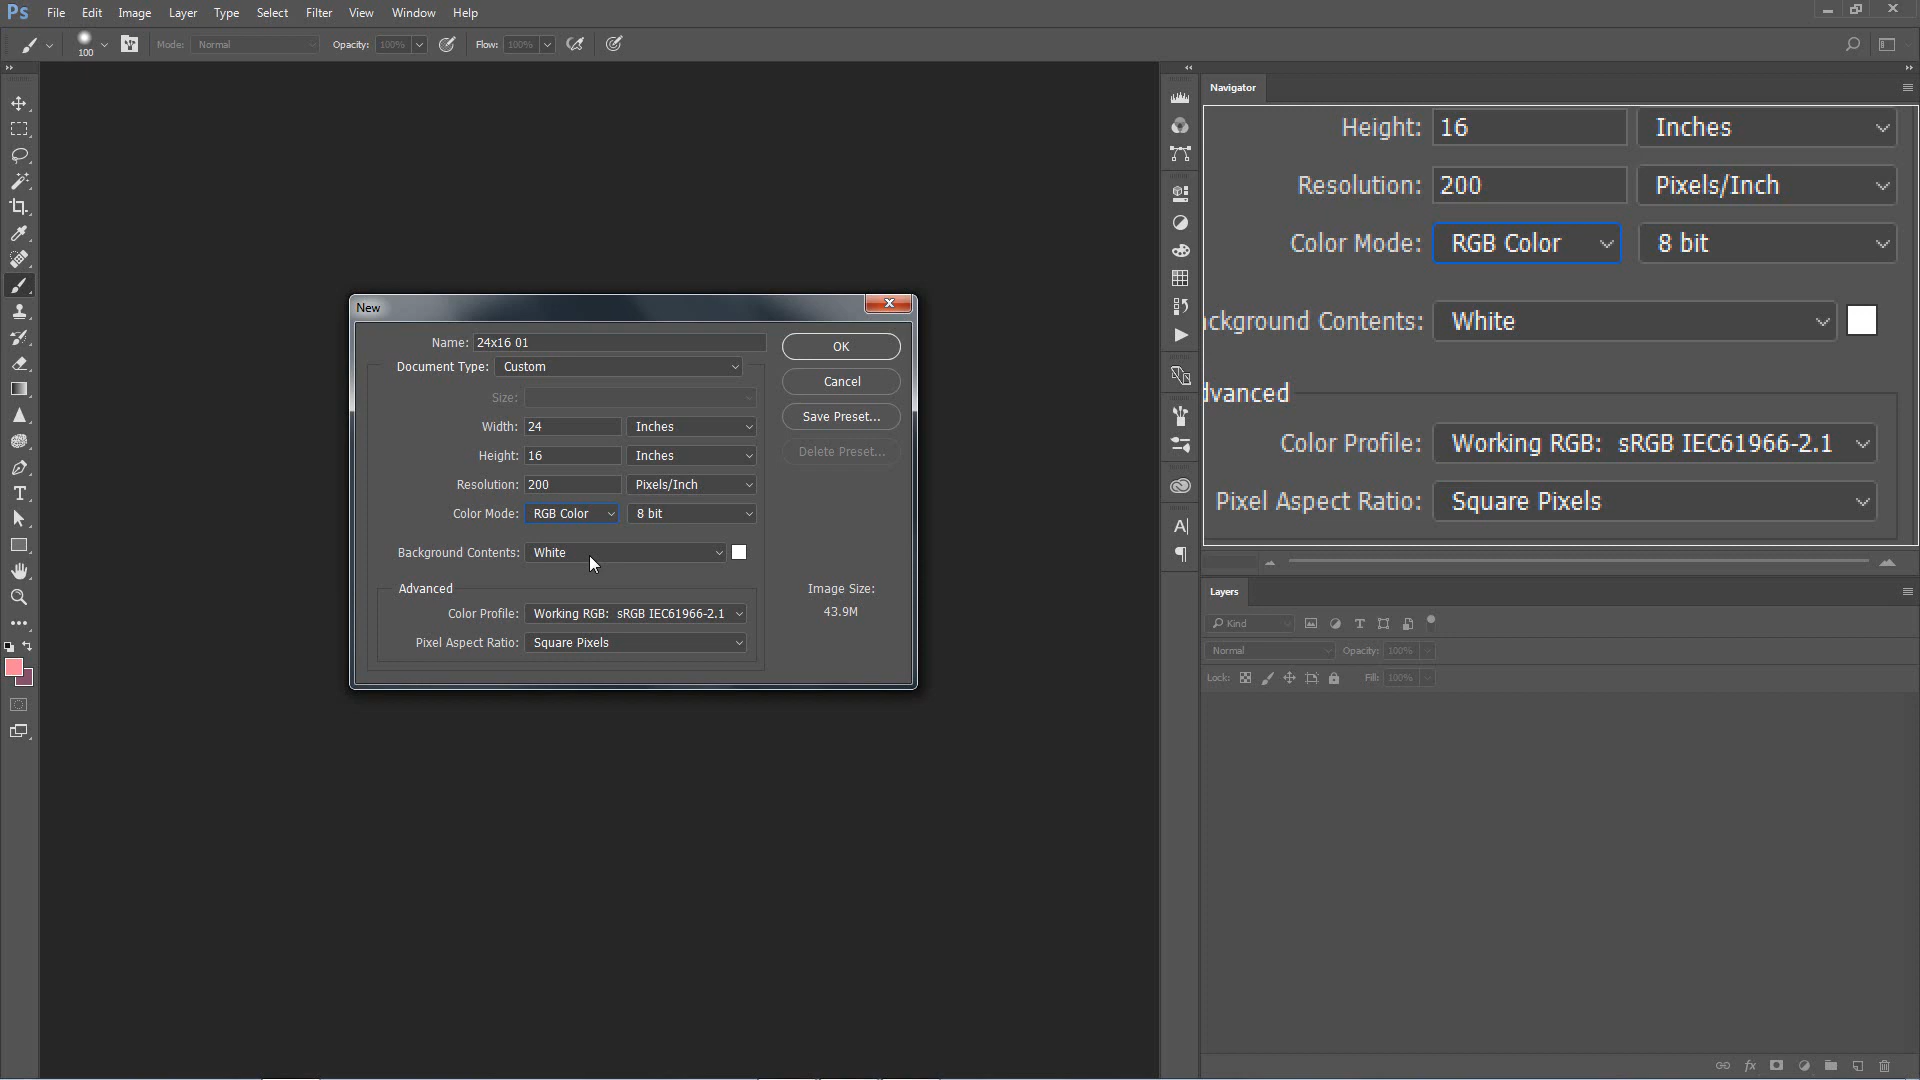 Ps File Edit Image Layer Type Select Filter View Window Help
100 Mode: Normal Opacity: 100% Flow: 100%
Navigator
Height: 16 Inches
Resolution: 200 Pixels/Inch
Color Mode: RGB Color 8 bit
ckground Contents: White
dvanced
Color Profile: Working RGB: sRGB IEC61966-2.1
Pixel Aspect Ratio: Square Pixels
New
Name: 24x16 01
OK
Document Type: Custom
Cancel
Size:
Save Preset...
Width: 24 Inches
Delete Preset...
Height: 16 Inches
Resolution: 200 Pixels/Inch
Color Mode: RGB Color 8 bit
Background Contents: White
Advanced
Image Size:
Color Profile: Working RGB: sRGB IEC61966-2.1
43.9M
Pixel Aspect Ratio: Square Pixels
Layers
Kind
Normal Opacity: 100%
Lock: Fill: 100%
fx